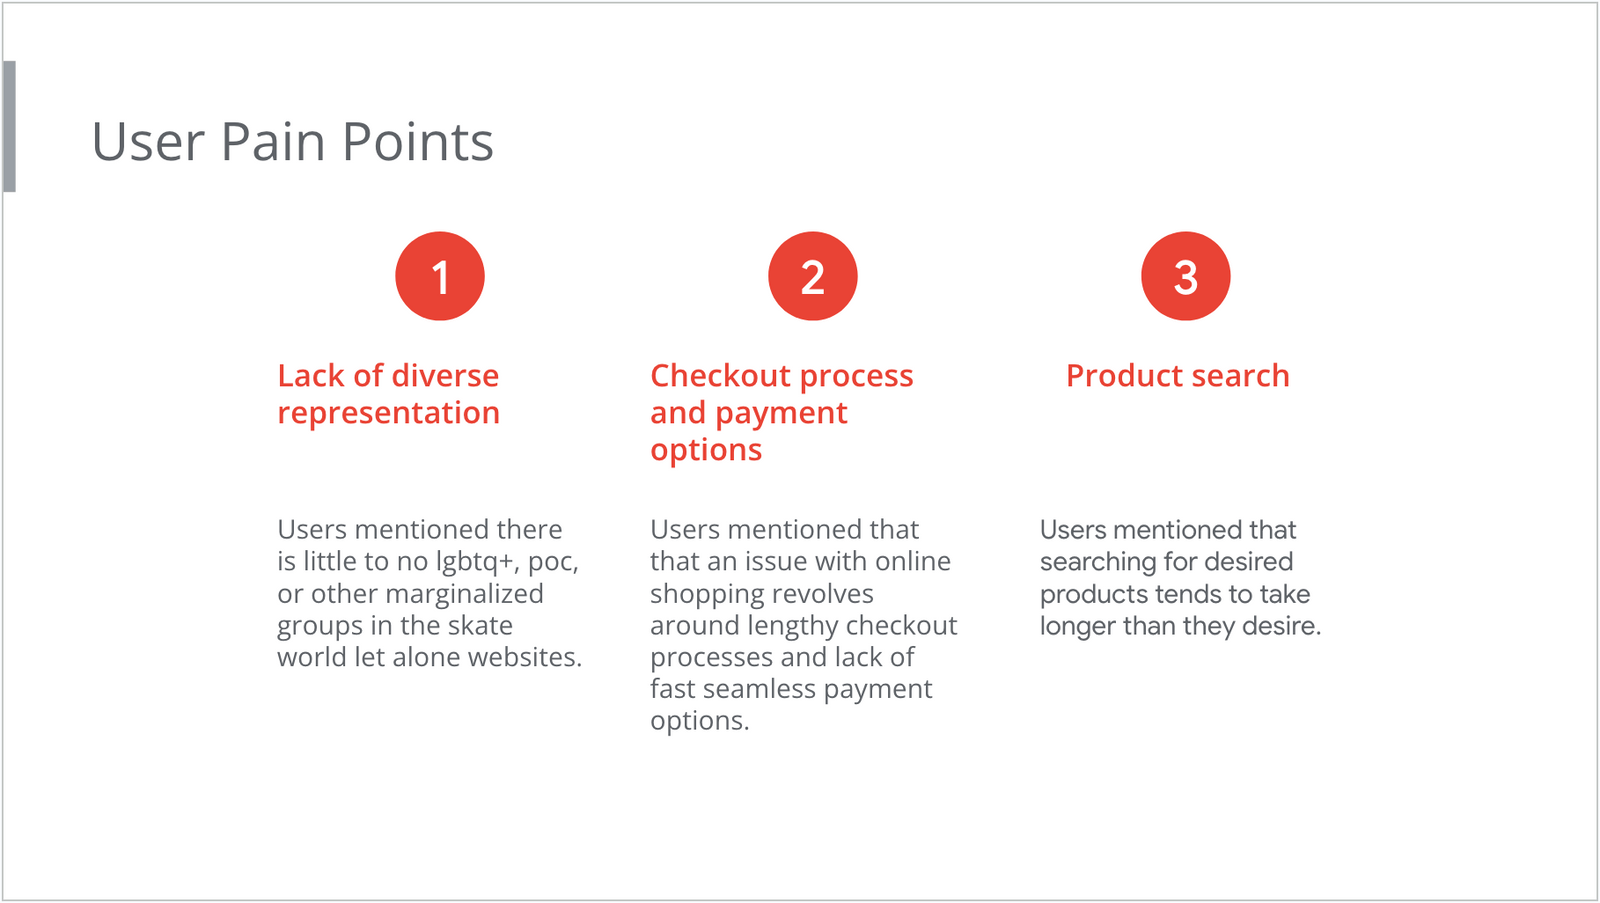 User Pain Points
1
Lack of diverse
representation
Users mentioned there
is little to no lgbtq+, poc,
or other marginalized
groups in the skate
world let alone websites.
2
Checkout process
and payment
options
Users mentioned that
that an issue with online
shopping revolves
around lengthy checkout
processes and lack of
fast seamless payment
options.
3
Product search
Users mentioned that
searching for desired
products tends to take
longer than they desire.